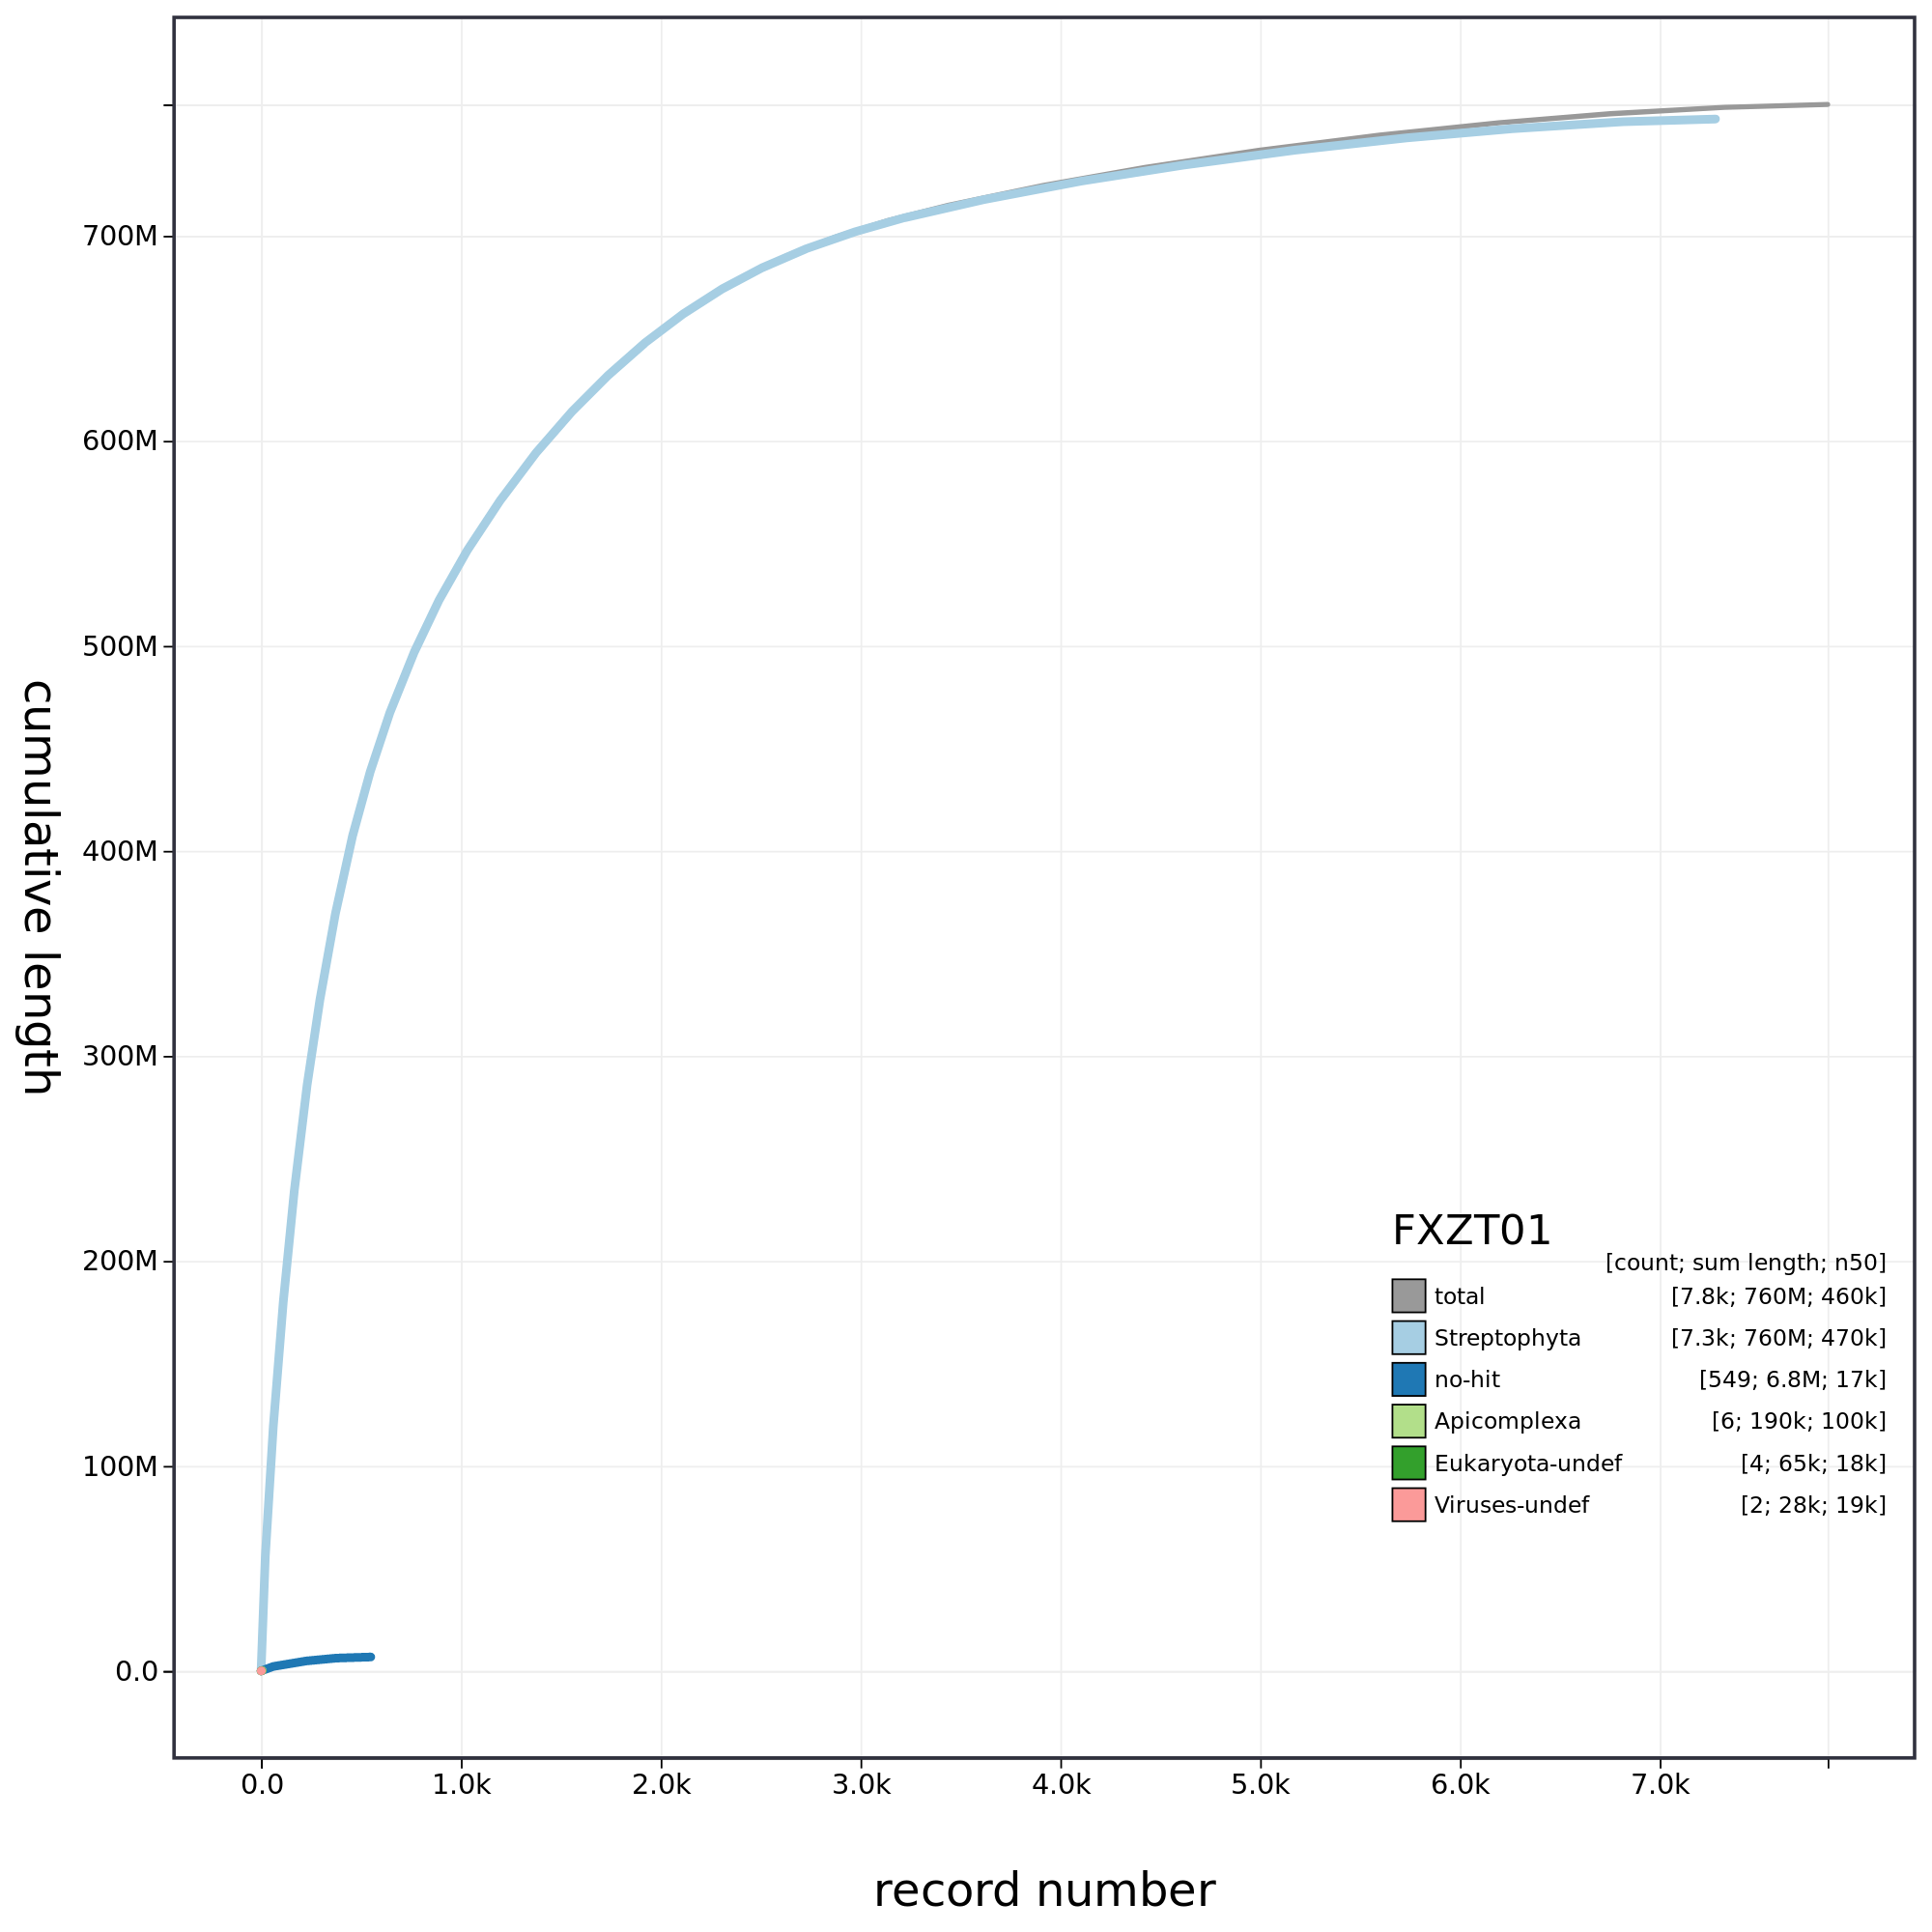 cumulative length
700M
600M
500M
400M
300M
200M
100M
0.0
FXZT01
[count; sum length; n50]
total [7.8k; 760M; 460k]
Streptophyta [7.3k; 760M; 470k]
no-hit [549; 6.8M; 17k]
Apicomplexa [6; 190k; 100k]
Eukaryota-undef [4; 65k; 18k]
Viruses-undef [2; 28k; 19k]
0.0 1.0k 2.0k 3.0k 4.0k 5.0k 6.0k 7.0k
record number